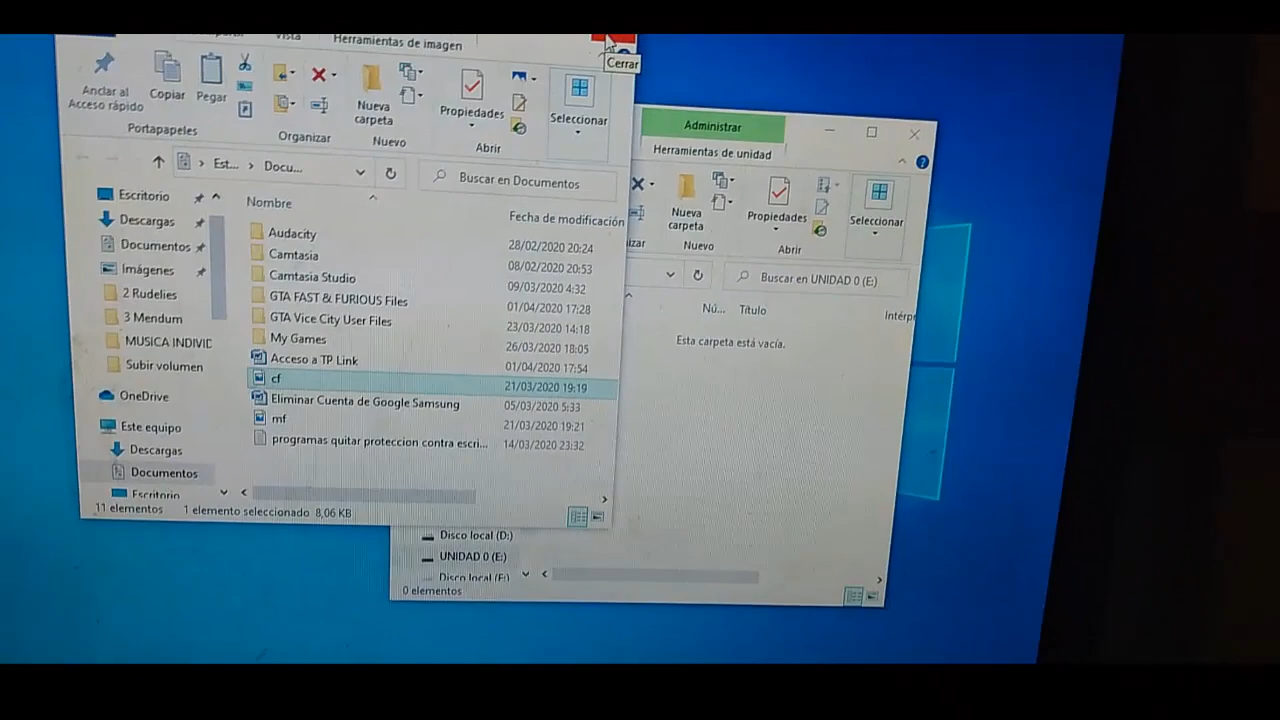 Vista
Herramientas de imagen
Cerrar
Anclar al
Acceso rápido
Copiar
Pegar
Nueva
carpeta
Propiedades
Seleccionar
Portapapeles
Organizar
Nuevo
Abrir
Est...
Docu...
Buscar en Documentos
Escritorio
Descargas
Documentos
Imágenes
2 Rudelies
3 Mendum
MUSICA INDIVID
Subir volumen
OneDrive
Este equipo
Descargas
Documentos
Escritorio
Nombre
Fecha de modificación
Audacity
28/02/2020 20:24
Camtasia
08/02/2020 20:53
Camtasia Studio
09/03/2020 4:32
GTA FAST & FURIOUS Files
01/04/2020 17:28
GTA Vice City User Files
23/03/2020 14:18
My Games
26/03/2020 18:05
Acceso a TP Link
01/04/2020 17:54
cf
21/03/2020 19:19
Eliminar Cuenta de Google Samsung
05/03/2020 5:33
mf
21/03/2020 19:21
programas quitar proteccion contra escri...
14/03/2020 23:32
11 elementos
1 elemento seleccionado 8,06 KB
Administrar
Herramientas de unidad
Nueva
carpeta
Propiedades
Seleccionar
izar
Nuevo
Abrir
Buscar en UNIDAD 0 (E:)
Nú...
Título
Intérpr
Esta carpeta está vacía.
Disco local (D:)
UNIDAD 0 (E:)
Disco local (F:)
0 elementos